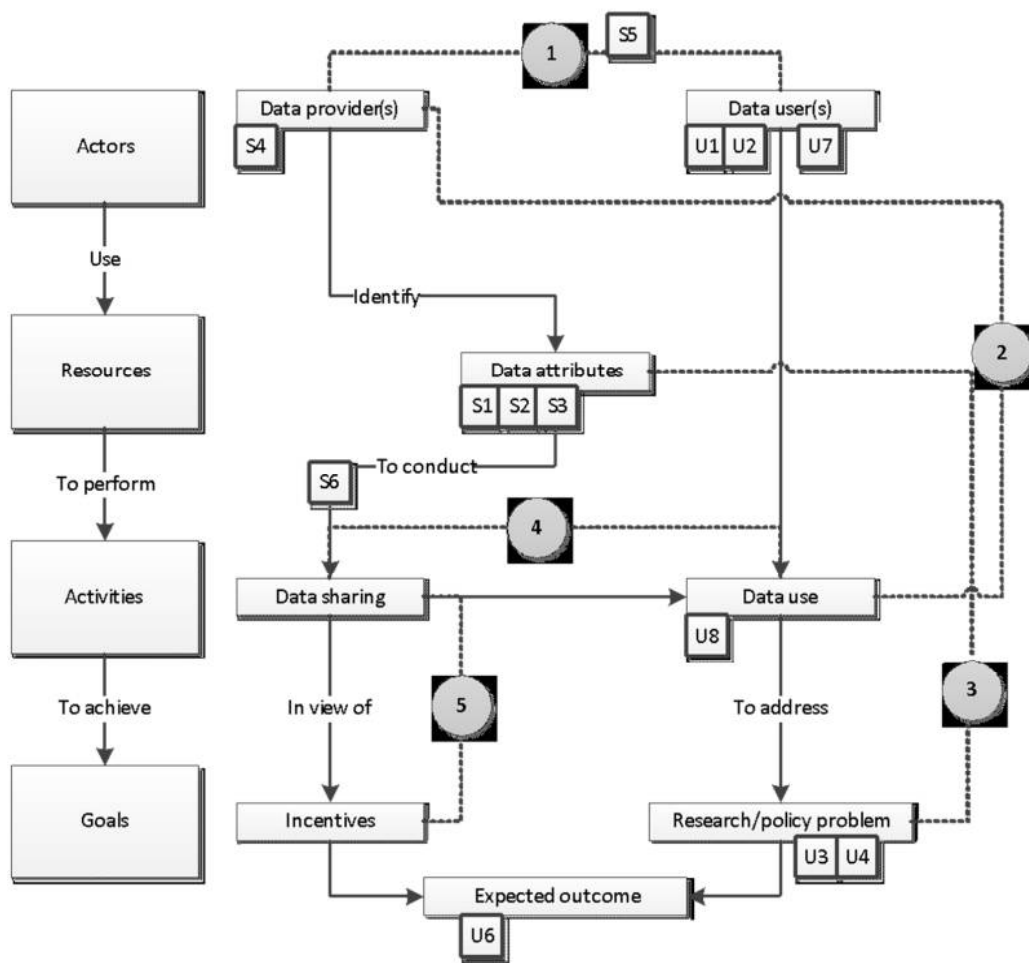 1
S5
Data provider(s)
Data user(s)
Actors
S4
U1 U2 U7
Use
Identify
Resources
Data attributes
2
S1 S2 S3
To conduct
S6
To perform
4
Activities
Data sharing
Data use
U8
To achieve
In view of
5
To address
3
Goals
Incentives
Research/policy problem
U3 U4
Expected outcome
U6